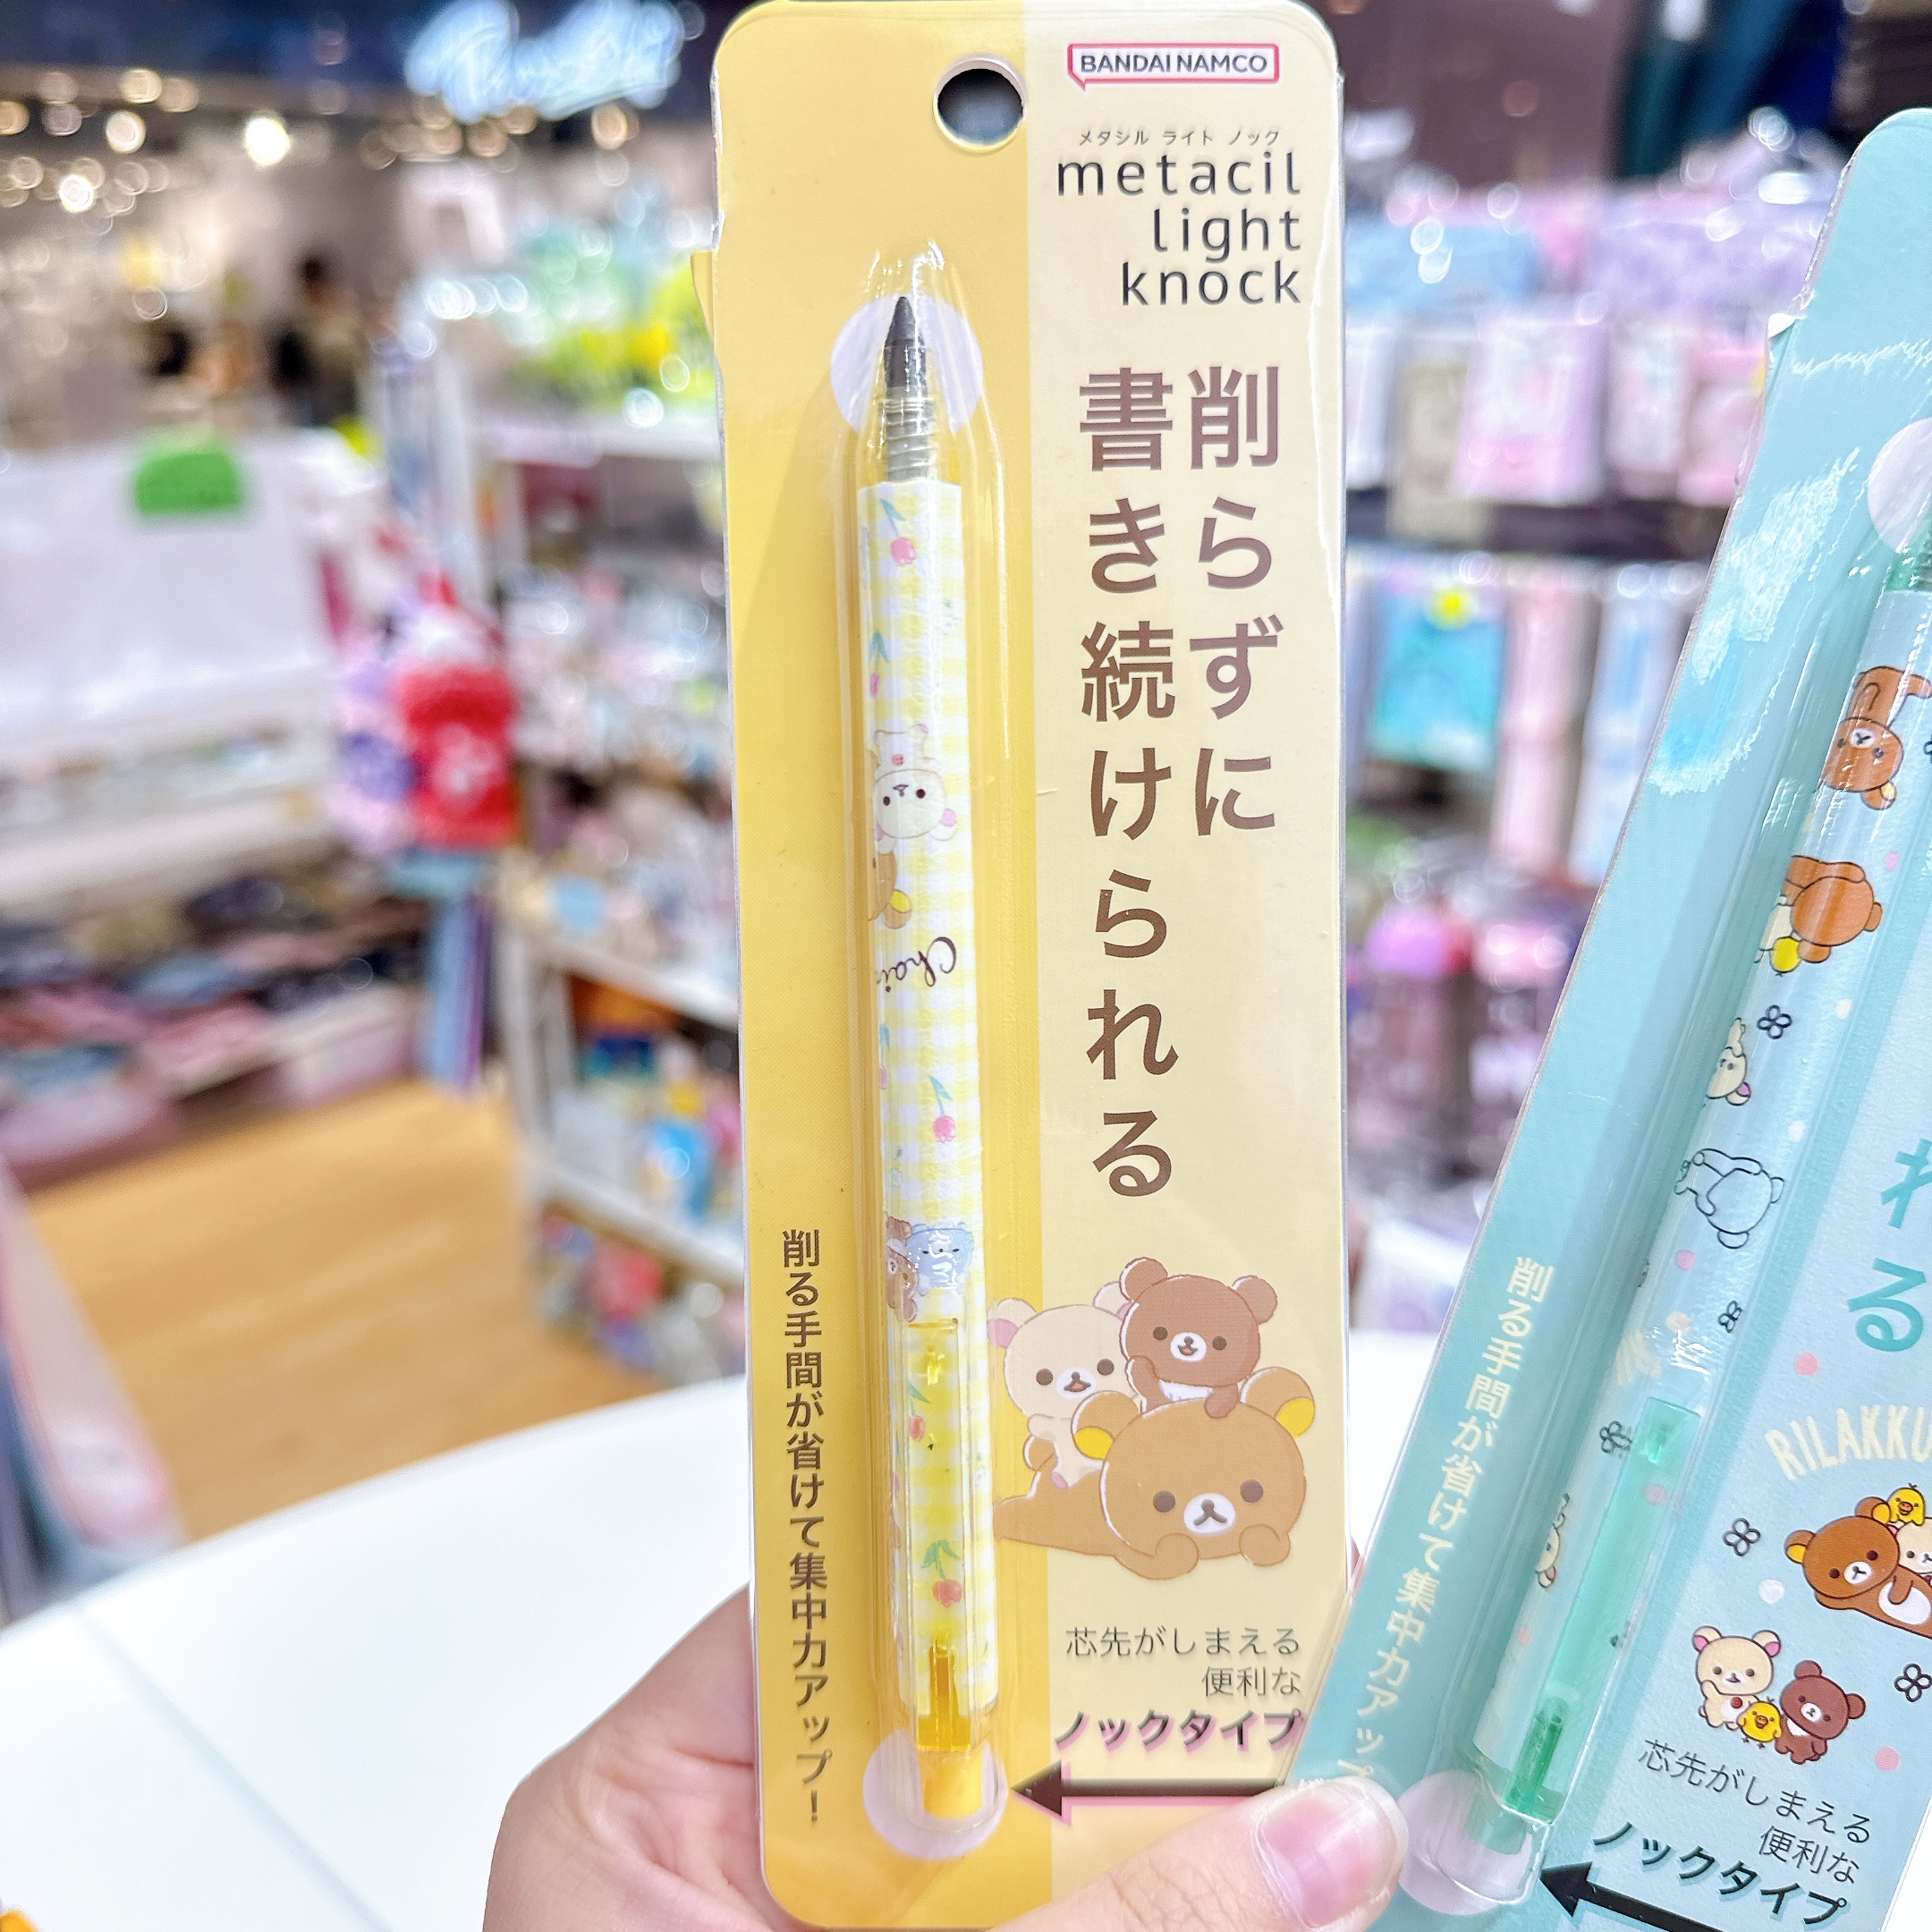 BANDAI NAMCO
メタシル ライト ノック
metacil
light
knock
削らずに
書き続けられる
Chair
削る手間が省けて集中力アップ!
芯先がしまえる
便利な
ノックタイプ
れる
削る手間が省けて集中力アップ
RILAKKU
芯先がしまえる
便利な
ノックタイプ